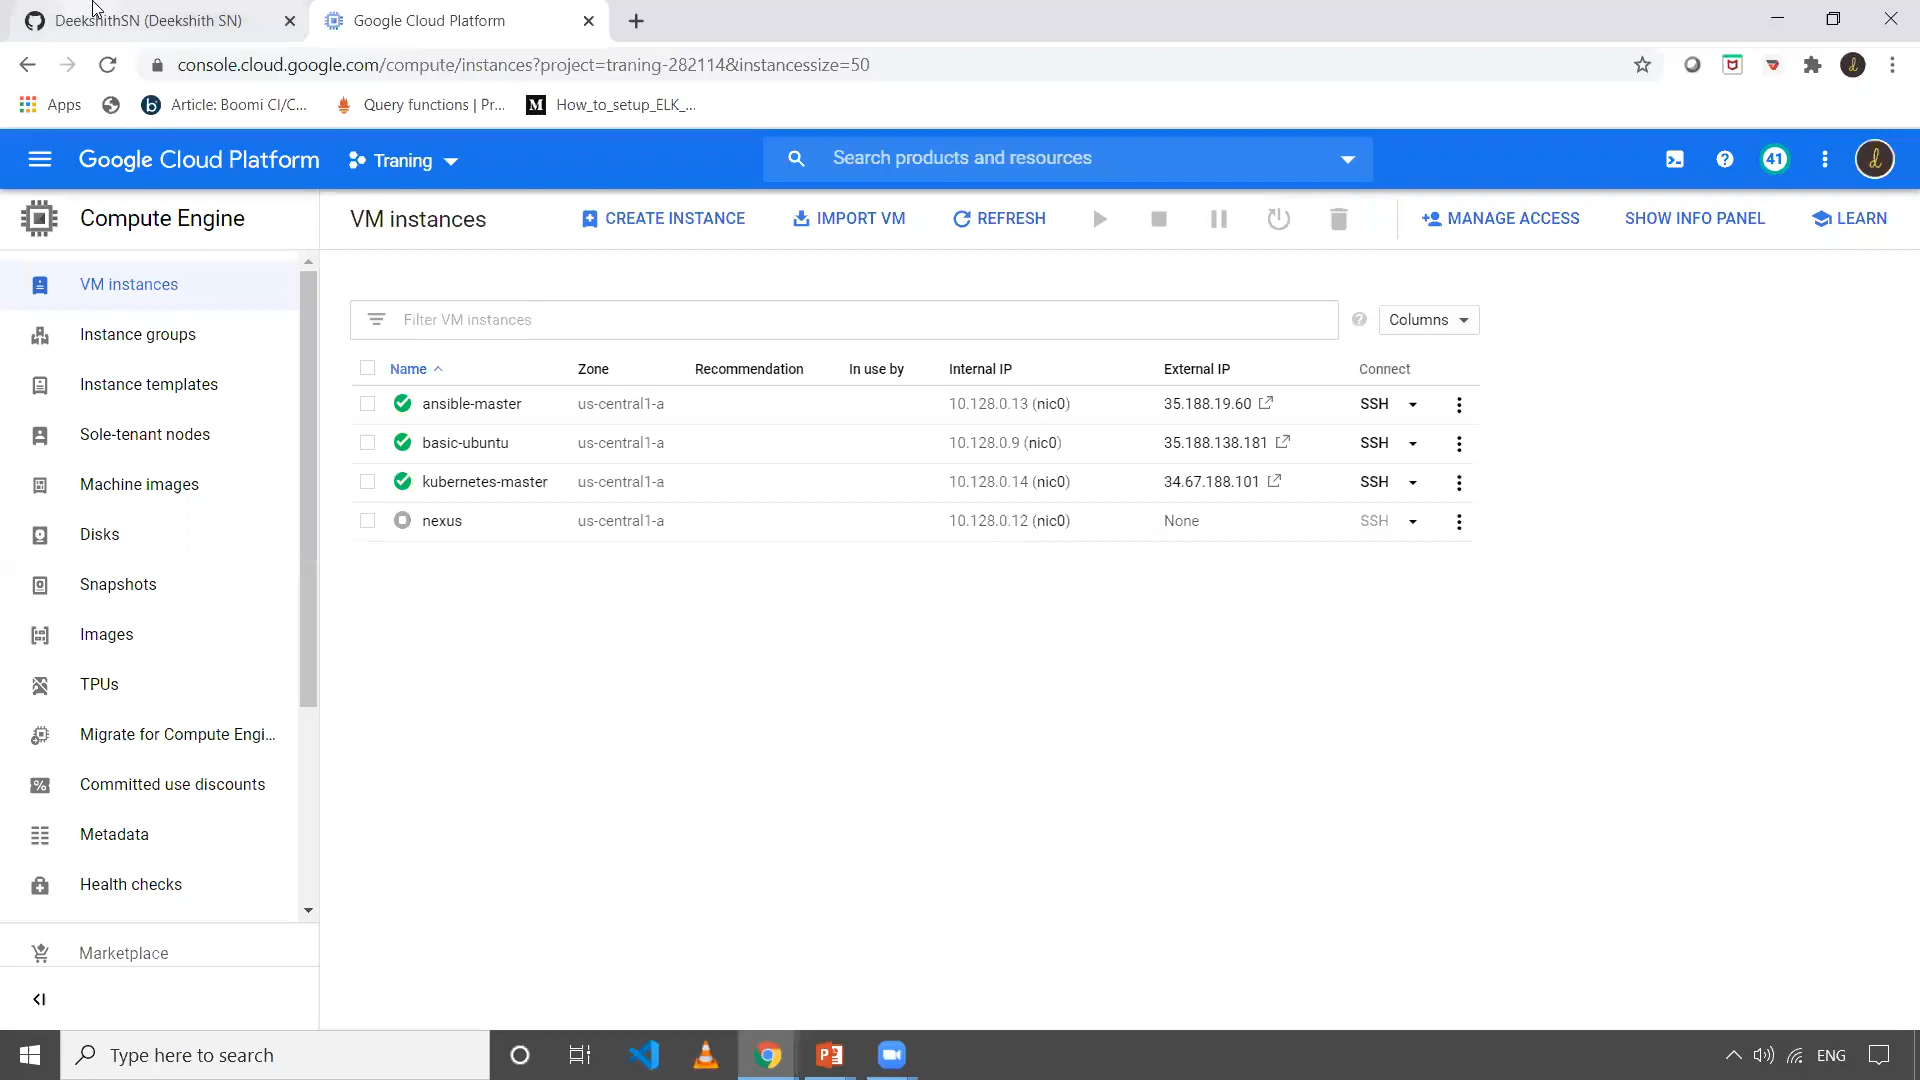 DeekshithSN (Deekshith SN)
Google Cloud Platform
console.cloud.google.com/compute/instances?project=traning-282114&instancessize=50
Apps
Article: Boomi CI/C...
Query functions | Pr...
How_to_setup_ELK_...
Google Cloud Platform
Traning
Search products and resources
41
Compute Engine
VM instances
CREATE INSTANCE
IMPORT VM
REFRESH
MANAGE ACCESS
SHOW INFO PANEL
LEARN
VM instances
Instance groups
Instance templates
Sole-tenant nodes
Machine images
Disks
Snapshots
Images
TPUs
Migrate for Compute Engi...
Committed use discounts
Metadata
Health checks
Marketplace
Filter VM instances
Columns
Name Zone Recommendation In use by Internal IP External IP Connect
ansible-master us-central1-a 10.128.0.13 (nic0) 35.188.19.60 SSH
basic-ubuntu us-central1-a 10.128.0.9 (nic0) 35.188.138.181 SSH
kubernetes-master us-central1-a 10.128.0.14 (nic0) 34.67.188.101 SSH
nexus us-central1-a 10.128.0.12 (nic0) None SSH
Type here to search
ENG